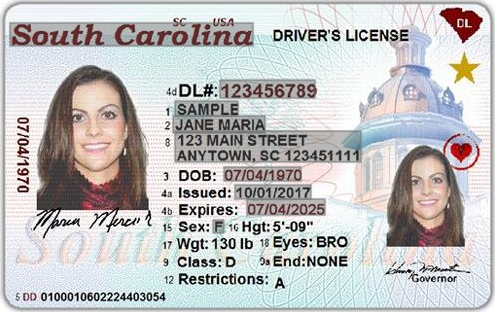 SC USA
South Carolina DRIVER'S LICENSE
DL
4d DL#: 123456789
1 SAMPLE
2 JANE MARIA
8 123 MAIN STREET
ANYTOWN, SC 123451111
07/04/1970
3 DOB: 07/04/1970
4a Issued: 10/01/2017
4b Expires: 07/04/2025
15 Sex: F 16 Hgt: 5'-09"
17 Wgt: 130 lb 18 Eyes: BRO
9 Class: D 9a End: NONE
12 Restrictions: A
Governor
South Carolina
5 DD 0100010602224403054